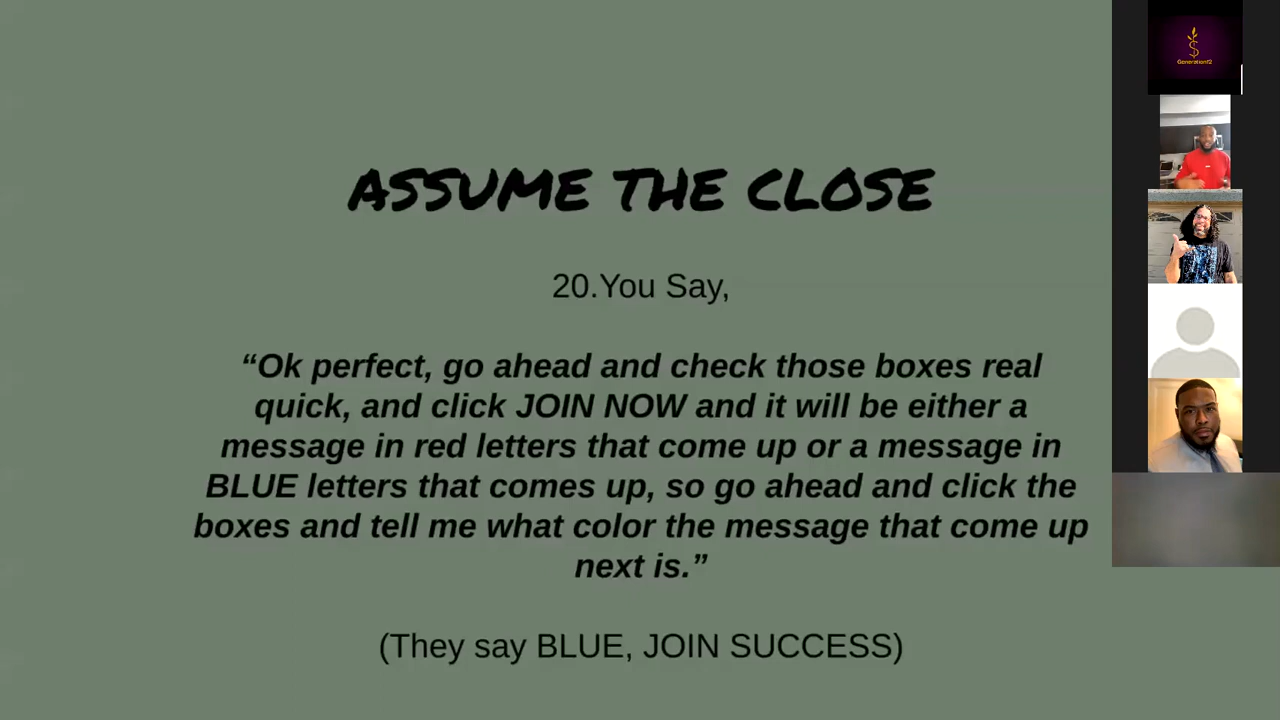 ASSUME THE CLOSE
20.You Say,
“Ok perfect, go ahead and check those boxes real
quick, and click JOIN NOW and it will be either a
message in red letters that come up or a message in
BLUE letters that comes up, so go ahead and click the
boxes and tell me what color the message that come up
next is.”
(They say BLUE, JOIN SUCCESS)